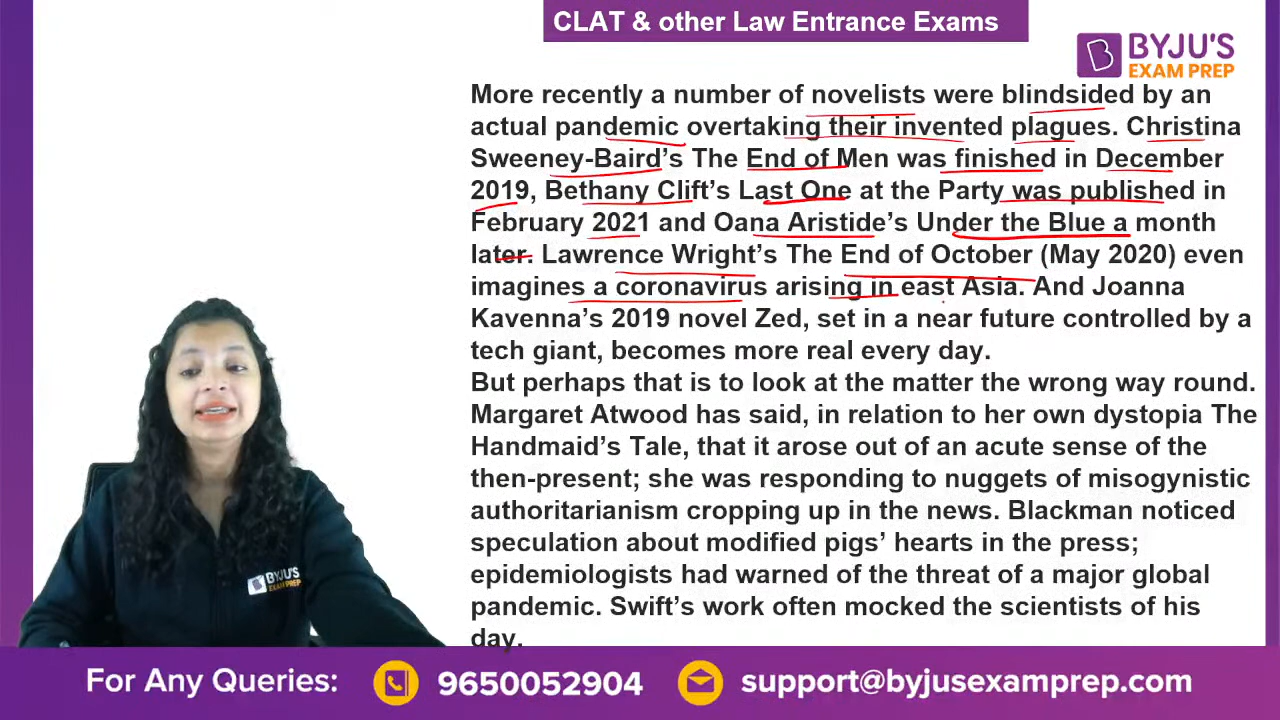 CLAT & other Law Entrance Exams
BYJU'S
EXAM PREP
More recently a number of novelists were blindsided by an
actual pandemic overtaking their invented plagues. Christina
Sweeney-Baird’s The End of Men was finished in December
2019, Bethany Clift’s Last One at the Party was published in
February 2021 and Oana Aristide’s Under the Blue a month
later. Lawrence Wright’s The End of October (May 2020) even
imagines a coronavirus arising in east Asia. And Joanna
Kavenna’s 2019 novel Zed, set in a near future controlled by a
tech giant, becomes more real every day.
But perhaps that is to look at the matter the wrong way round.
Margaret Atwood has said, in relation to her own dystopia The
Handmaid’s Tale, that it arose out of an acute sense of the
then-present; she was responding to nuggets of misogynistic
authoritarianism cropping up in the news. Blackman noticed
speculation about modified pigs’ hearts in the press;
epidemiologists had warned of the threat of a major global
pandemic. Swift’s work often mocked the scientists of his
day.
BYJU'S
EXAM PREP
For Any Queries: 9650052904 support@byjusexamprep.com